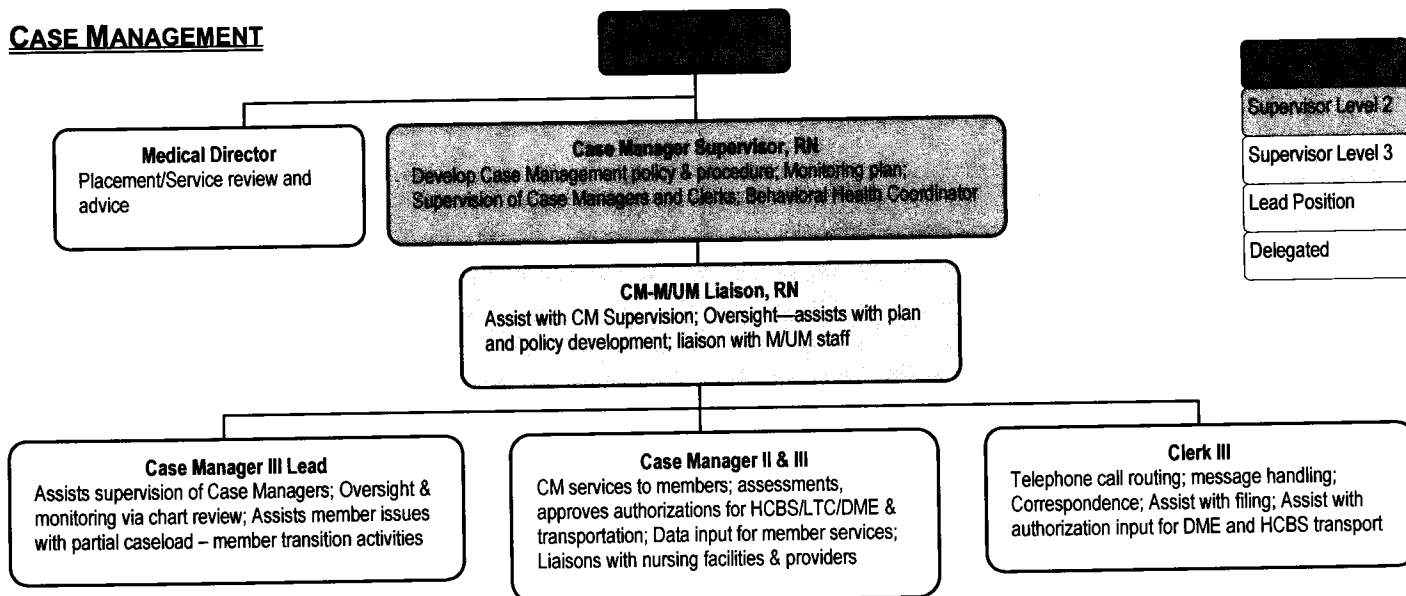 CASE MANAGEMENT
Supervisor Level 2
Supervisor Level 3
Lead Position
Delegated
Medical Director
Placement/Service review and
advice
Case Manager Supervisor, RN
Develop Case Management policy & procedure; Monitoring plan;
Supervision of Case Managers and Clerks; Behavioral Health Coordinator
CM-M/UM Liaison, RN
Assist with CM Supervision; Oversight—assists with plan
and policy development; liaison with M/UM staff
Case Manager III Lead
Assists supervision of Case Managers; Oversight &
monitoring via chart review; Assists member issues
with partial caseload – member transition activities
Case Manager II & III
CM services to members; assessments,
approves authorizations for HCBS/LTC/DME &
transportation; Data input for member services;
Liaisons with nursing facilities & providers
Clerk III
Telephone call routing; message handling;
Correspondence; Assist with filing; Assist with
authorization input for DME and HCBS transport